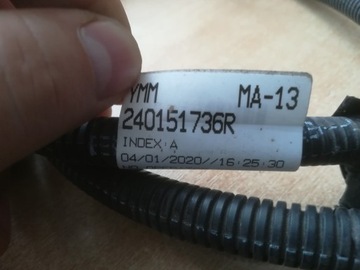 YMM MA-13
240151736R
INDEX:A
04/01/2020//16:25:30